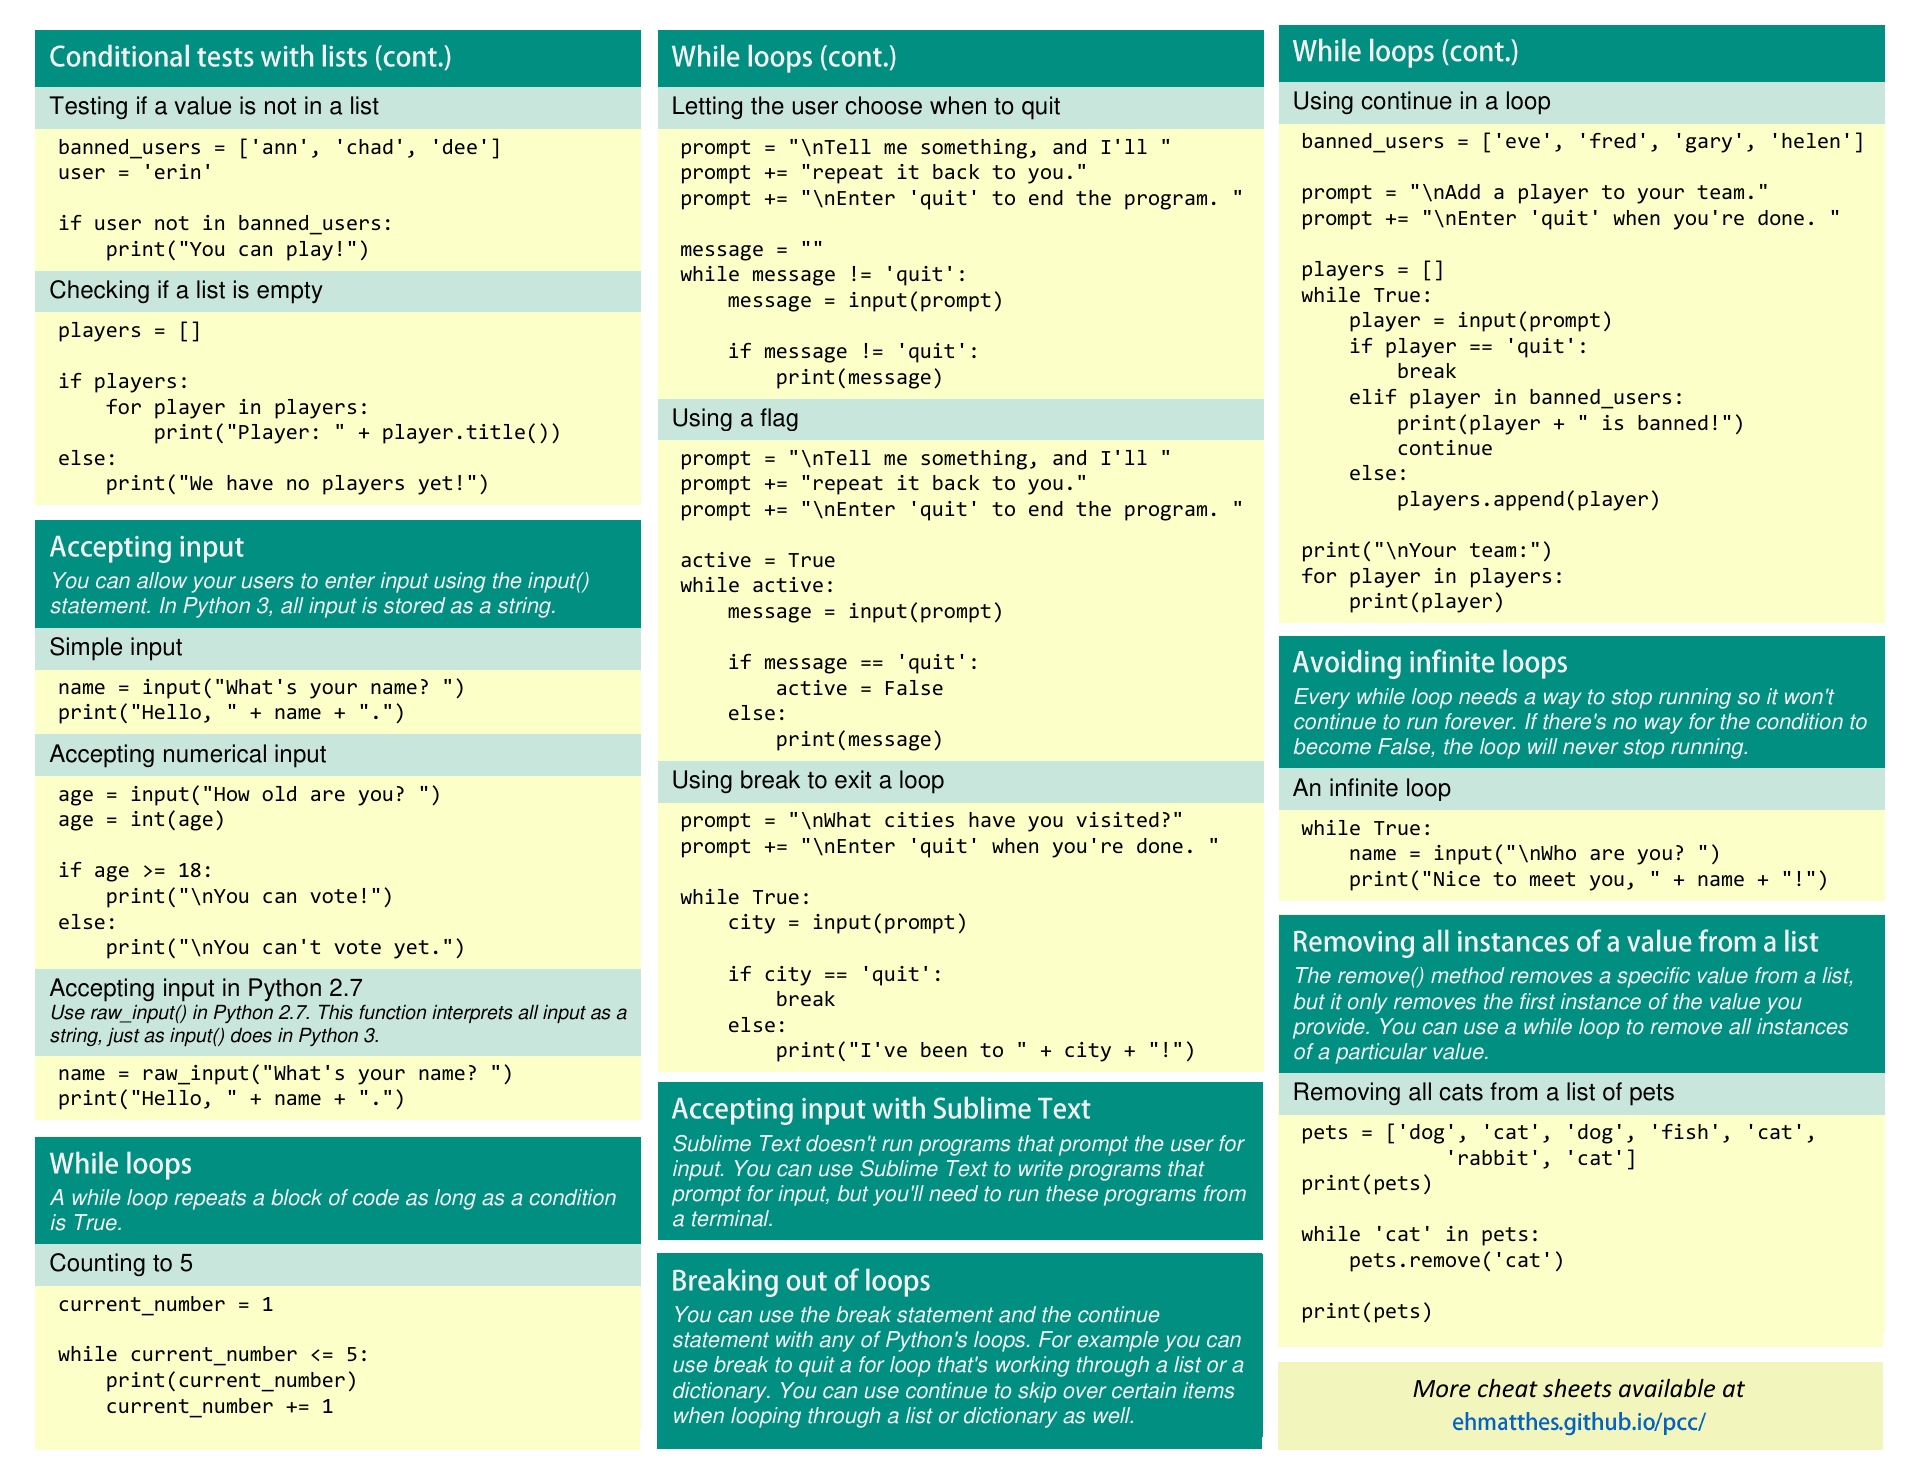 Conditional tests with lists (cont.)
Testing if a value is not in a list
banned_users = ['ann', 'chad', 'dee']
user = 'erin'
if user not in banned_users:
    print("You can play!")
Checking if a list is empty
players = []
if players:
    for player in players:
        print("Player: " + player.title())
else:
    print("We have no players yet!")
Accepting input
You can allow your users to enter input using the input()
statement. In Python 3, all input is stored as a string.
Simple input
name = input("What's your name? ")
print("Hello, " + name + ".")
Accepting numerical input
age = input("How old are you? ")
age = int(age)
if age >= 18:
    print("\nYou can vote!")
else:
    print("\nYou can't vote yet.")
Accepting input in Python 2.7
Use raw_input() in Python 2.7. This function interprets all input as a
string, just as input() does in Python 3.
name = raw_input("What's your name? ")
print("Hello, " + name + ".")
While loops
A while loop repeats a block of code as long as a condition
is True.
Counting to 5
current_number = 1
while current_number <= 5:
    print(current_number)
    current_number += 1
While loops (cont.)
Letting the user choose when to quit
prompt = "\nTell me something, and I'll "
prompt += "repeat it back to you."
prompt += "\nEnter 'quit' to end the program. "
message = ""
while message != 'quit':
    message = input(prompt)
    if message != 'quit':
        print(message)
Using a flag
prompt = "\nTell me something, and I'll "
prompt += "repeat it back to you."
prompt += "\nEnter 'quit' to end the program. "
active = True
while active:
    message = input(prompt)
    if message == 'quit':
        active = False
    else:
        print(message)
Using break to exit a loop
prompt = "\nWhat cities have you visited?"
prompt += "\nEnter 'quit' when you're done. "
while True:
    city = input(prompt)
    if city == 'quit':
        break
    else:
        print("I've been to " + city + "!")
Accepting input with Sublime Text
Sublime Text doesn't run programs that prompt the user for
input. You can use Sublime Text to write programs that
prompt for input, but you'll need to run these programs from
a terminal.
Breaking out of loops
You can use the break statement and the continue
statement with any of Python's loops. For example you can
use break to quit a for loop that's working through a list or a
dictionary. You can use continue to skip over certain items
when looping through a list or dictionary as well.
While loops (cont.)
Using continue in a loop
banned_users = ['eve', 'fred', 'gary', 'helen']
prompt = "\nAdd a player to your team."
prompt += "\nEnter 'quit' when you're done. "
players = []
while True:
    player = input(prompt)
    if player == 'quit':
        break
    elif player in banned_users:
        print(player + " is banned!")
        continue
    else:
        players.append(player)
print("\nYour team:")
for player in players:
    print(player)
Avoiding infinite loops
Every while loop needs a way to stop running so it won't
continue to run forever. If there's no way for the condition to
become False, the loop will never stop running.
An infinite loop
while True:
    name = input("\nWho are you? ")
    print("Nice to meet you, " + name + "!")
Removing all instances of a value from a list
The remove() method removes a specific value from a list,
but it only removes the first instance of the value you
provide. You can use a while loop to remove all instances
of a particular value.
Removing all cats from a list of pets
pets = ['dog', 'cat', 'dog', 'fish', 'cat',
            'rabbit', 'cat']
print(pets)
while 'cat' in pets:
    pets.remove('cat')
print(pets)
More cheat sheets available at
ehmatthes.github.io/pcc/